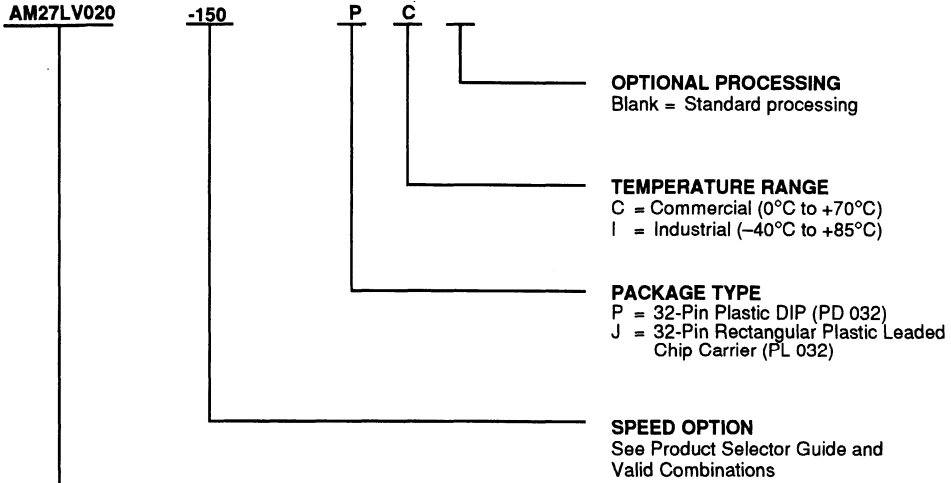 AM27LV020 -150 P C
OPTIONAL PROCESSING
Blank = Standard processing
TEMPERATURE RANGE
C = Commercial (0°C to +70°C)
I = Industrial (–40°C to +85°C)
PACKAGE TYPE
P = 32-Pin Plastic DIP (PD 032)
J = 32-Pin Rectangular Plastic Leaded
Chip Carrier (PL 032)
SPEED OPTION
See Product Selector Guide and
Valid Combinations